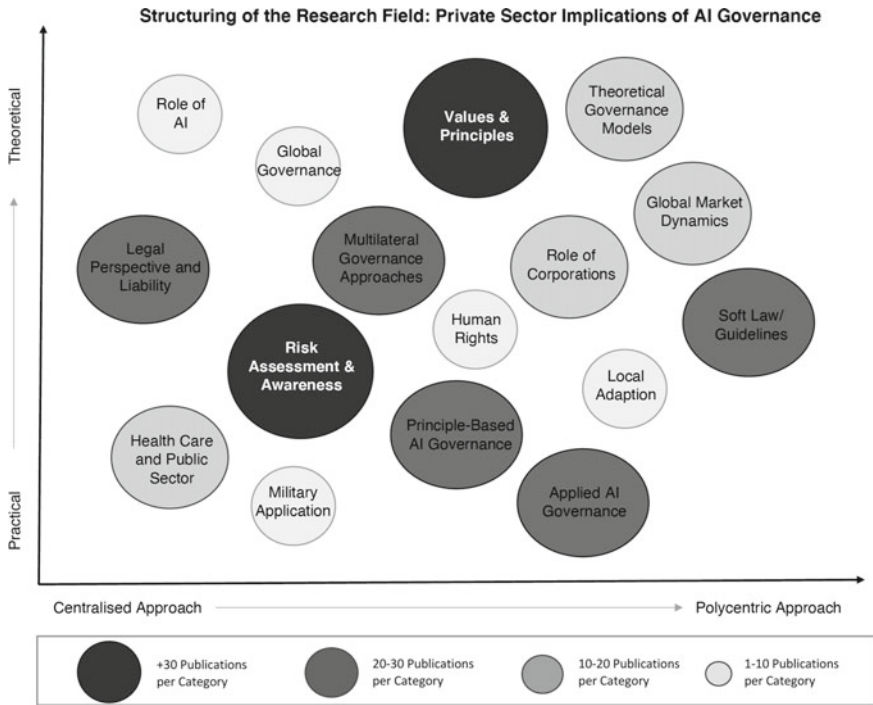 Structuring of the Research Field: Private Sector Implications of AI Governance
Theoretical
Practical
Role of
AI
Global
Governance
Values &
Principles
Theoretical
Governance
Models
Global Market
Dynamics
Legal
Perspective and
Liability
Multilateral
Governance
Approaches
Role of
Corporations
Human
Rights
Soft Law/
Guidelines
Risk
Assessment &
Awareness
Local
Adaption
Principle-Based
AI Governance
Health Care
and Public
Sector
Military
Application
Applied AI
Governance
Centralised Approach
Polycentric Approach
+30 Publications
per Category
20-30 Publications
per Category
10-20 Publications
per Category
1-10 Publications
per Category